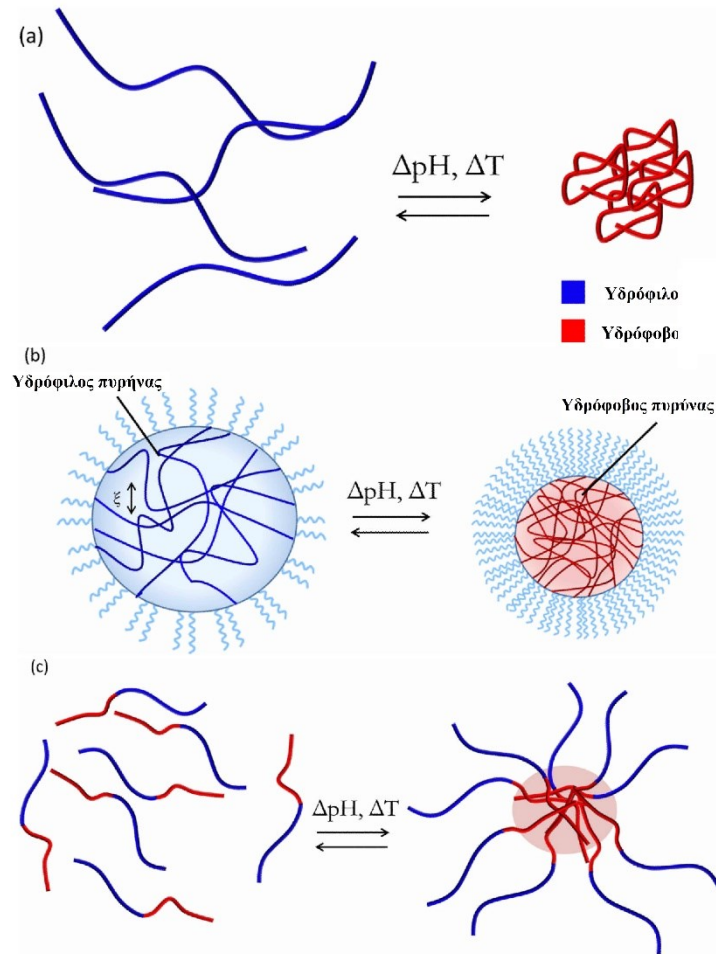 (a)
ΔpH, ΔT
Υδρόφιλο
Υδρόφοβο
(b)
Υδρόφιλος πυρήνας
Υδρόφοβος πυρύνας
ξ
ΔpH, ΔT
(c)
ΔpH, ΔT